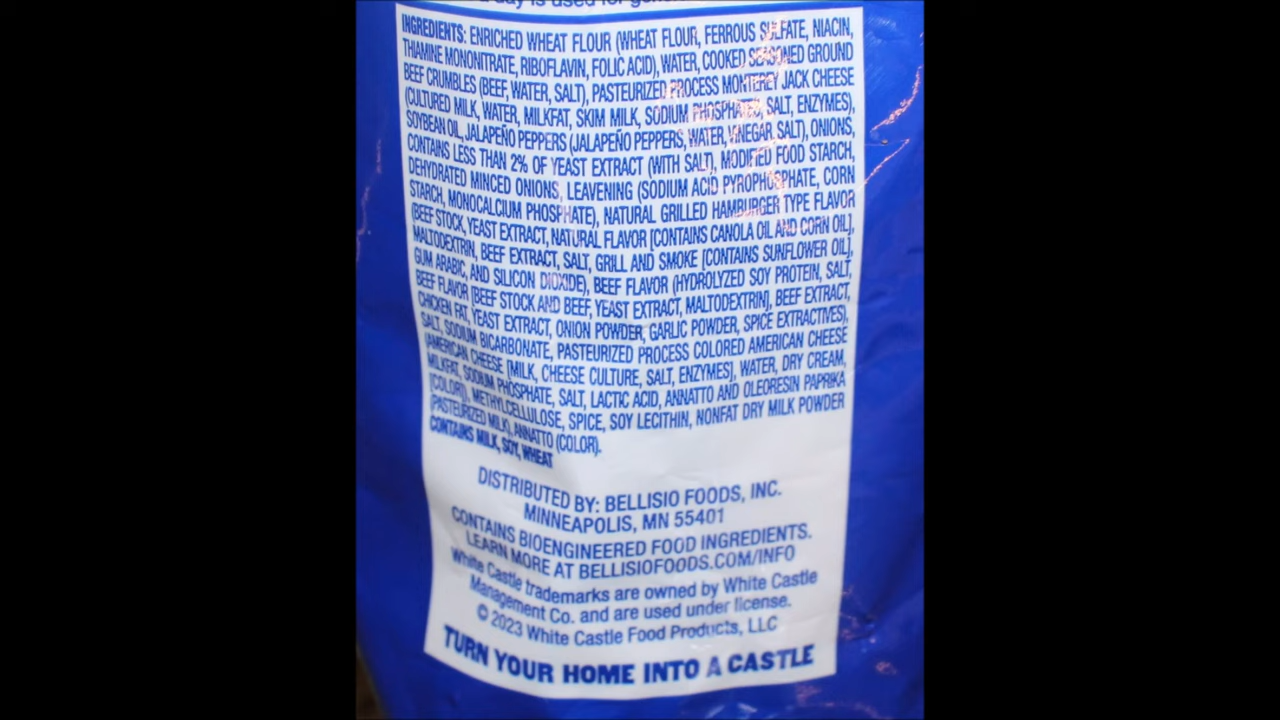 day is used for general
INGREDIENTS: ENRICHED WHEAT FLOUR (WHEAT FLOUR, FERROUS SULFATE, NIACIN,
THIAMINE MONONITRATE, RIBOFLAVIN, FOLIC ACID), WATER, COOKED SEASONED GROUND
BEEF CRUMBLES (BEEF, WATER, SALT), PASTEURIZED PROCESS MONTEREY JACK CHEESE
(CULTURED MILK, WATER, MILKFAT, SKIM MILK, SODIUM PHOSPHATES, SALT, ENZYMES),
SOYBEAN OIL, JALAPEÑO PEPPERS (JALAPEÑO PEPPERS, WATER, VINEGAR, SALT), ONIONS,
CONTAINS LESS THAN 2% OF YEAST EXTRACT (WITH SALT), MODIFIED FOOD STARCH,
DEHYDRATED MINCED ONIONS, LEAVENING (SODIUM ACID PYROPHOSPHATE, CORN
STARCH, MONOCALCIUM PHOSPHATE), NATURAL GRILLED HAMBURGER TYPE FLAVOR
(BEEF STOCK, YEAST EXTRACT, NATURAL FLAVOR [CONTAINS CANOLA OIL AND CORN OIL],
MALTODEXTRIN, BEEF EXTRACT, SALT, GRILL AND SMOKE [CONTAINS SUNFLOWER OIL],
GUM ARABIC, AND SILICON DIOXIDE), BEEF FLAVOR (HYDROLYZED SOY PROTEIN, SALT,
BEEF FLAVOR [BEEF STOCK AND BEEF, YEAST EXTRACT, MALTODEXTRIN], BEEF EXTRACT,
CHICKEN FAT, YEAST EXTRACT, ONION POWDER, GARLIC POWDER, SPICE EXTRACTIVES),
SALT, SODIUM BICARBONATE, PASTEURIZED PROCESS COLORED AMERICAN CHEESE
(AMERICAN CHEESE [MILK, CHEESE CULTURE, SALT, ENZYMES], WATER, DRY CREAM,
MILKFAT, SODIUM PHOSPHATE, SALT, LACTIC ACID, ANNATTO AND OLEORESIN PAPRIKA
[COLOR]), METHYLCELLULOSE, SPICE, SOY LECITHIN, NONFAT DRY MILK POWDER
(PASTEURIZED MILK), ANNATTO (COLOR).
CONTAINS MILK, SOY, WHEAT
DISTRIBUTED BY: BELLISIO FOODS, INC.
MINNEAPOLIS, MN 55401
CONTAINS BIOENGINEERED FOOD INGREDIENTS.
LEARN MORE AT BELLISIOFOODS.COM/INFO
White Castle trademarks are owned by White Castle
Management Co. and are used under license.
© 2023 White Castle Food Products, LLC
TURN YOUR HOME INTO A CASTLE